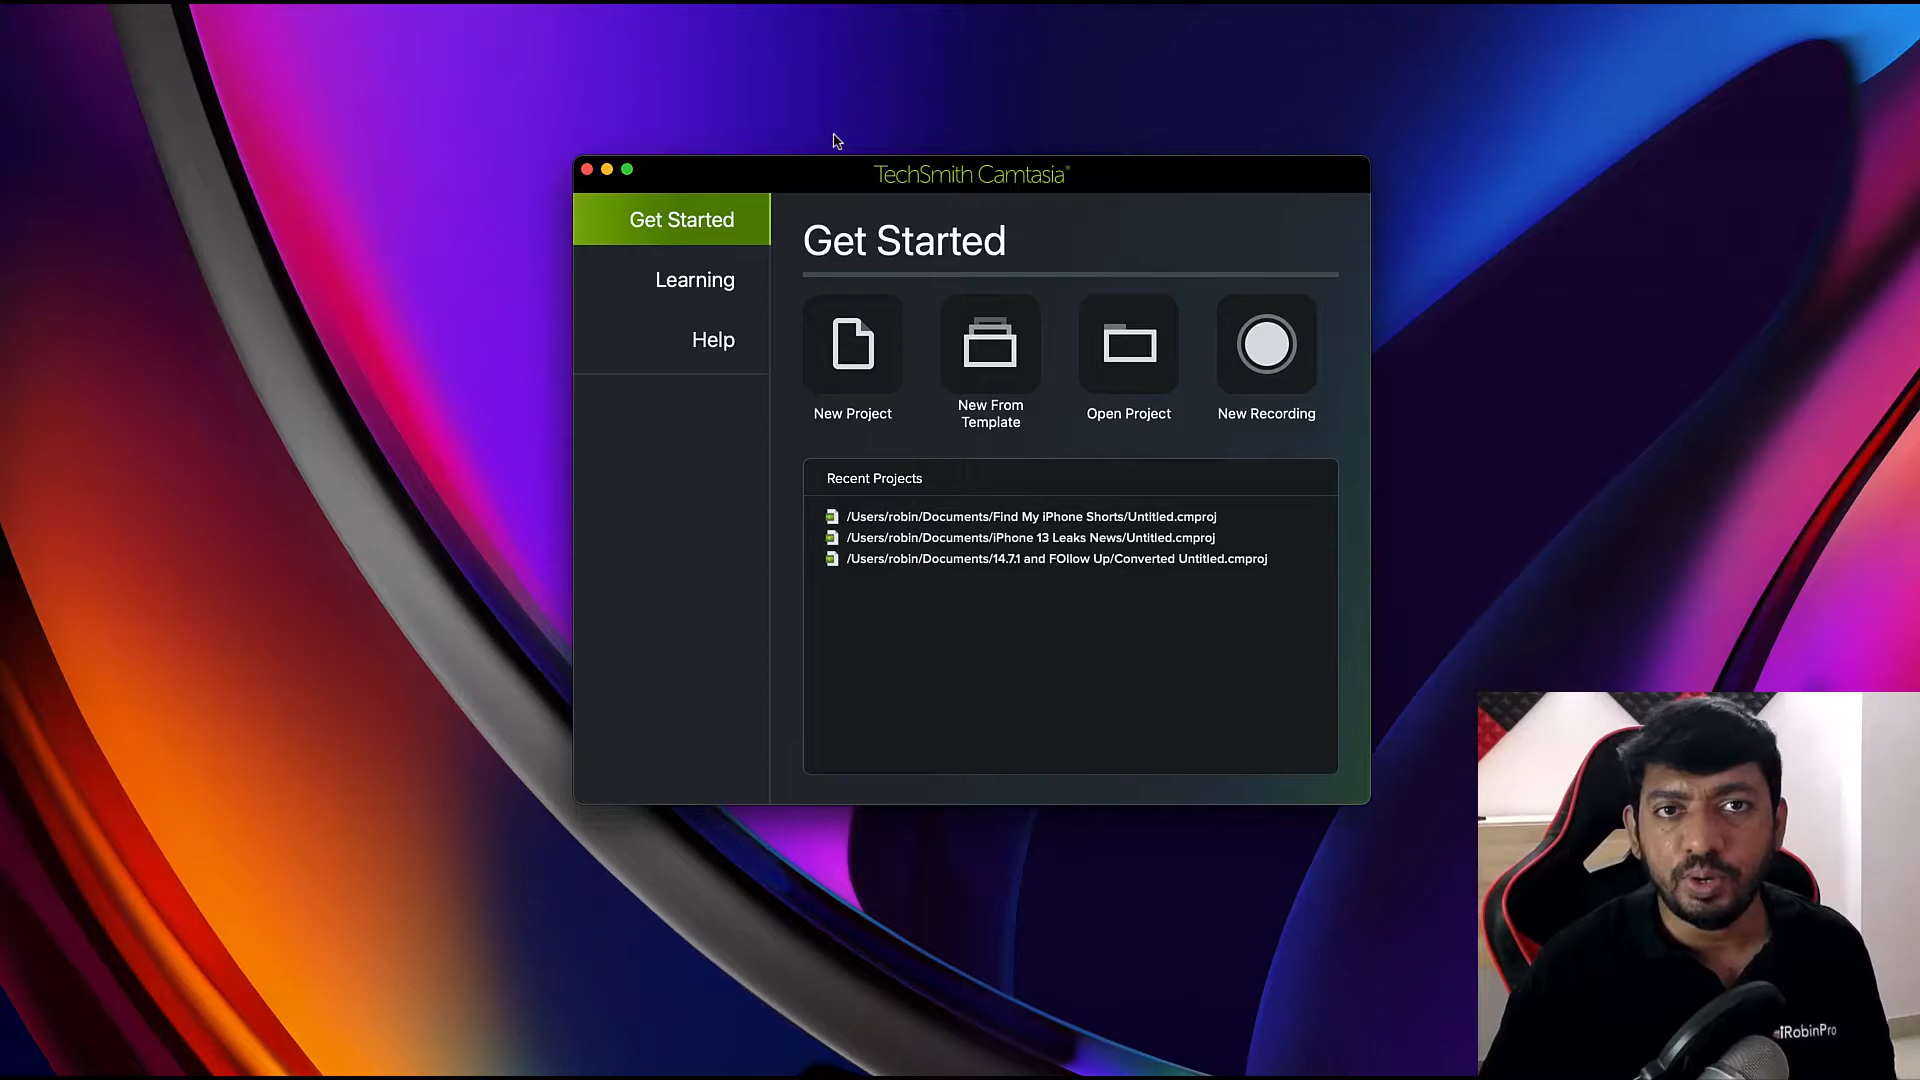 TechSmith Camtasia®
Get Started
Learning
Help
Get Started
New Project
New From
Template
Open Project
New Recording
Recent Projects
/Users/robin/Documents/Find My iPhone Shorts/Untitled.cmproj
/Users/robin/Documents/iPhone 13 Leaks News/Untitled.cmproj
/Users/robin/Documents/14.7.1 and FOllow Up/Converted Untitled.cmproj
iRobinPro